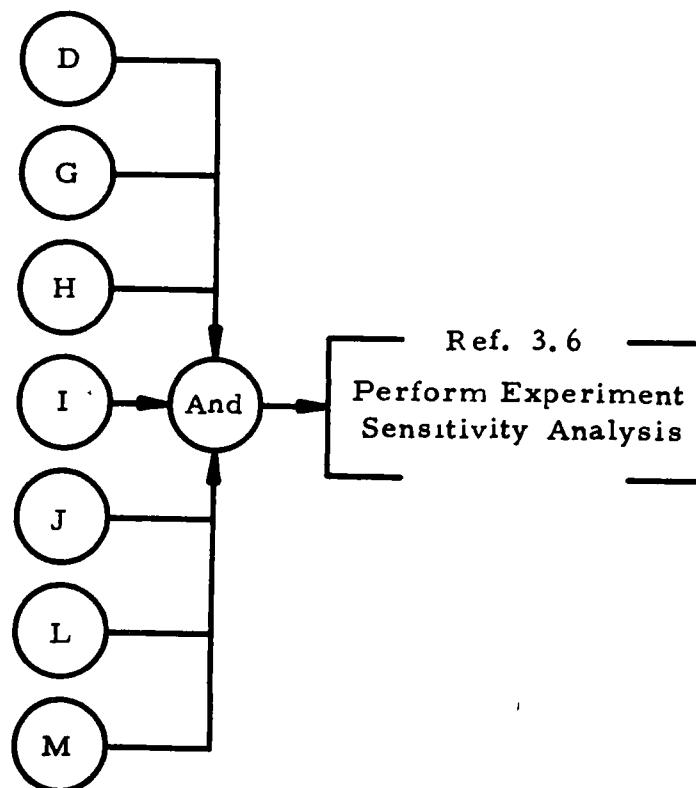 D
G
H
I
And
Ref. 3.6
Perform Experiment
Sensitivity Analysis
J
L
M